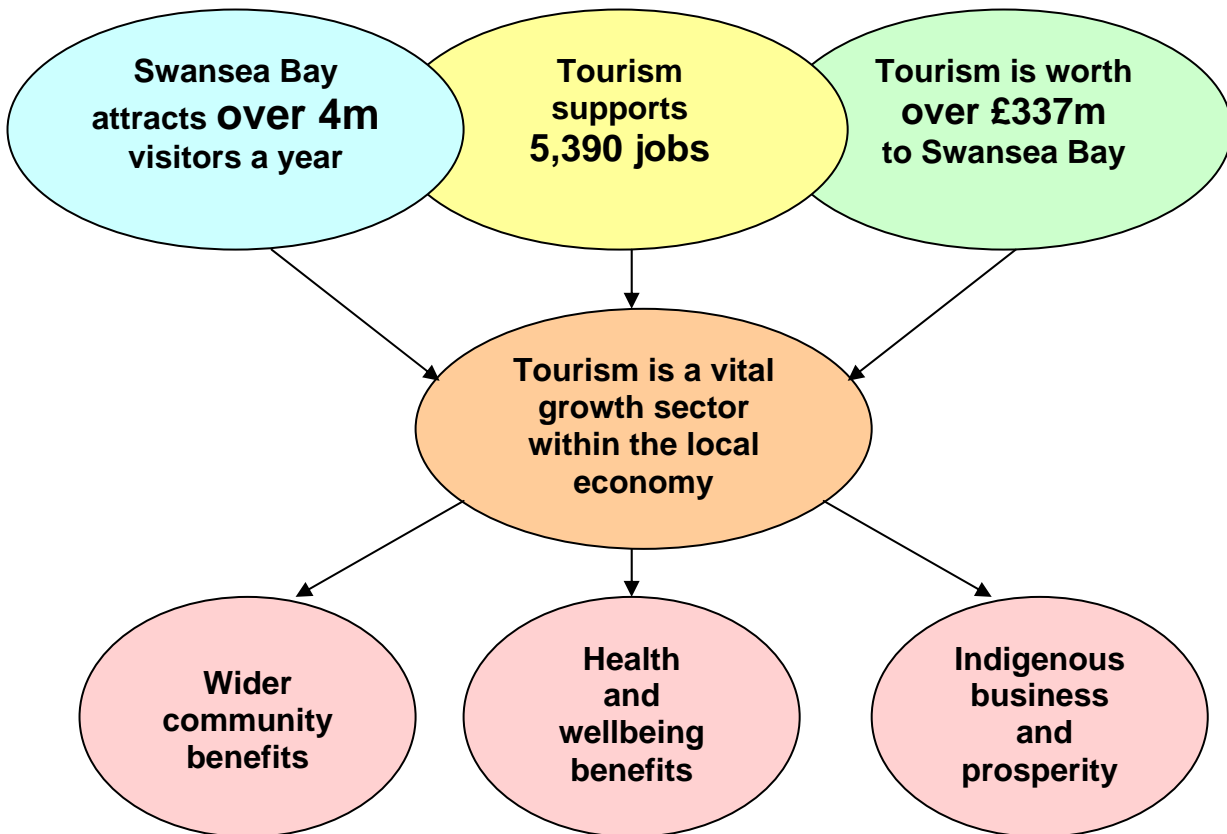 Swansea Bay
attracts over 4m
visitors a year
Tourism
supports
5,390 jobs
Tourism is worth
over £337m
to Swansea Bay
Tourism is a vital
growth sector
within the local
economy
Wider
community
benefits
Health
and
wellbeing
benefits
Indigenous
business
and
prosperity